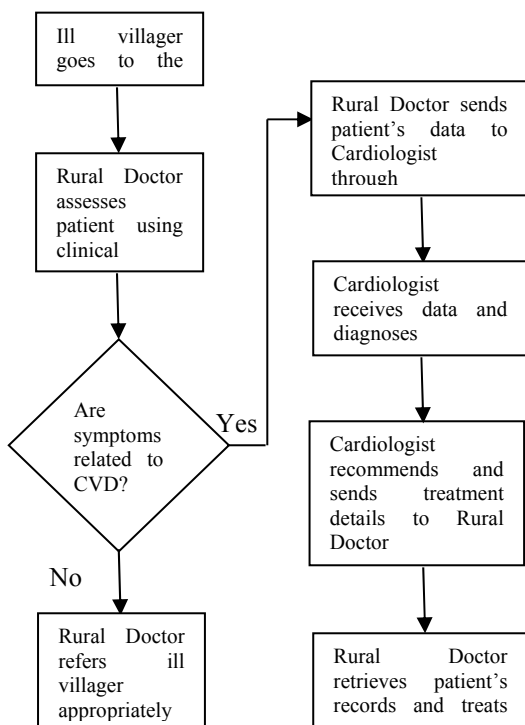 Ill villager
goes to the
Rural Doctor
assesses
patient using
clinical
Are
symptoms
related to
CVD?
Yes
No
Rural Doctor
refers ill
villager
appropriately
Rural Doctor sends
patient's data to
Cardiologist
through
Cardiologist
receives data and
diagnoses
Cardiologist
recommends and
sends treatment
details to Rural
Doctor
Rural Doctor
retrieves patient's
records and treats